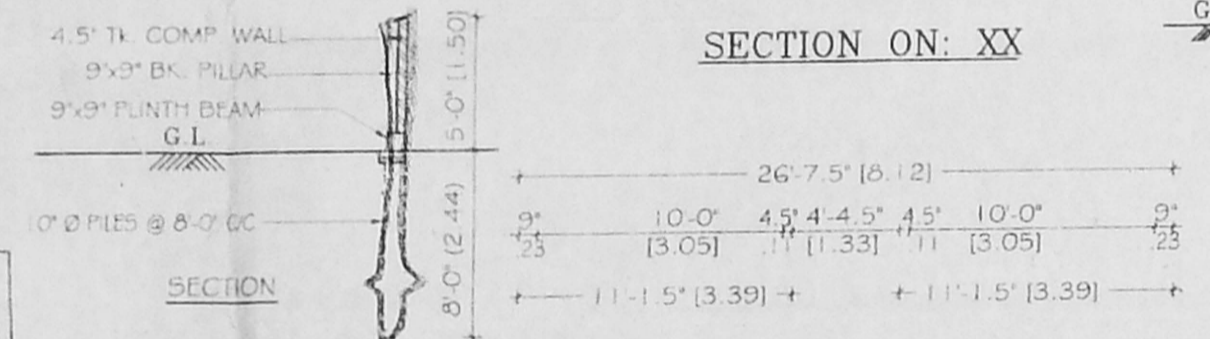 4.5" TK. COMP WALL
9"x9" BK. PILLAR
9"x9" PLINTH BEAM
G.L.
10" Ø PILES @ 8'-0" C/C
SECTION
5'-0" [1.50]
8'-0" (2.44)
SECTION ON: XX
G
26'-7.5" [8.12]
9" 10'-0" 4.5" 4'-4.5" 4.5" 10'-0" 9"
.23 [3.05] .11 [1.33] .11 [3.05] .23
11'-1.5" [3.39] 11'-1.5" [3.39]